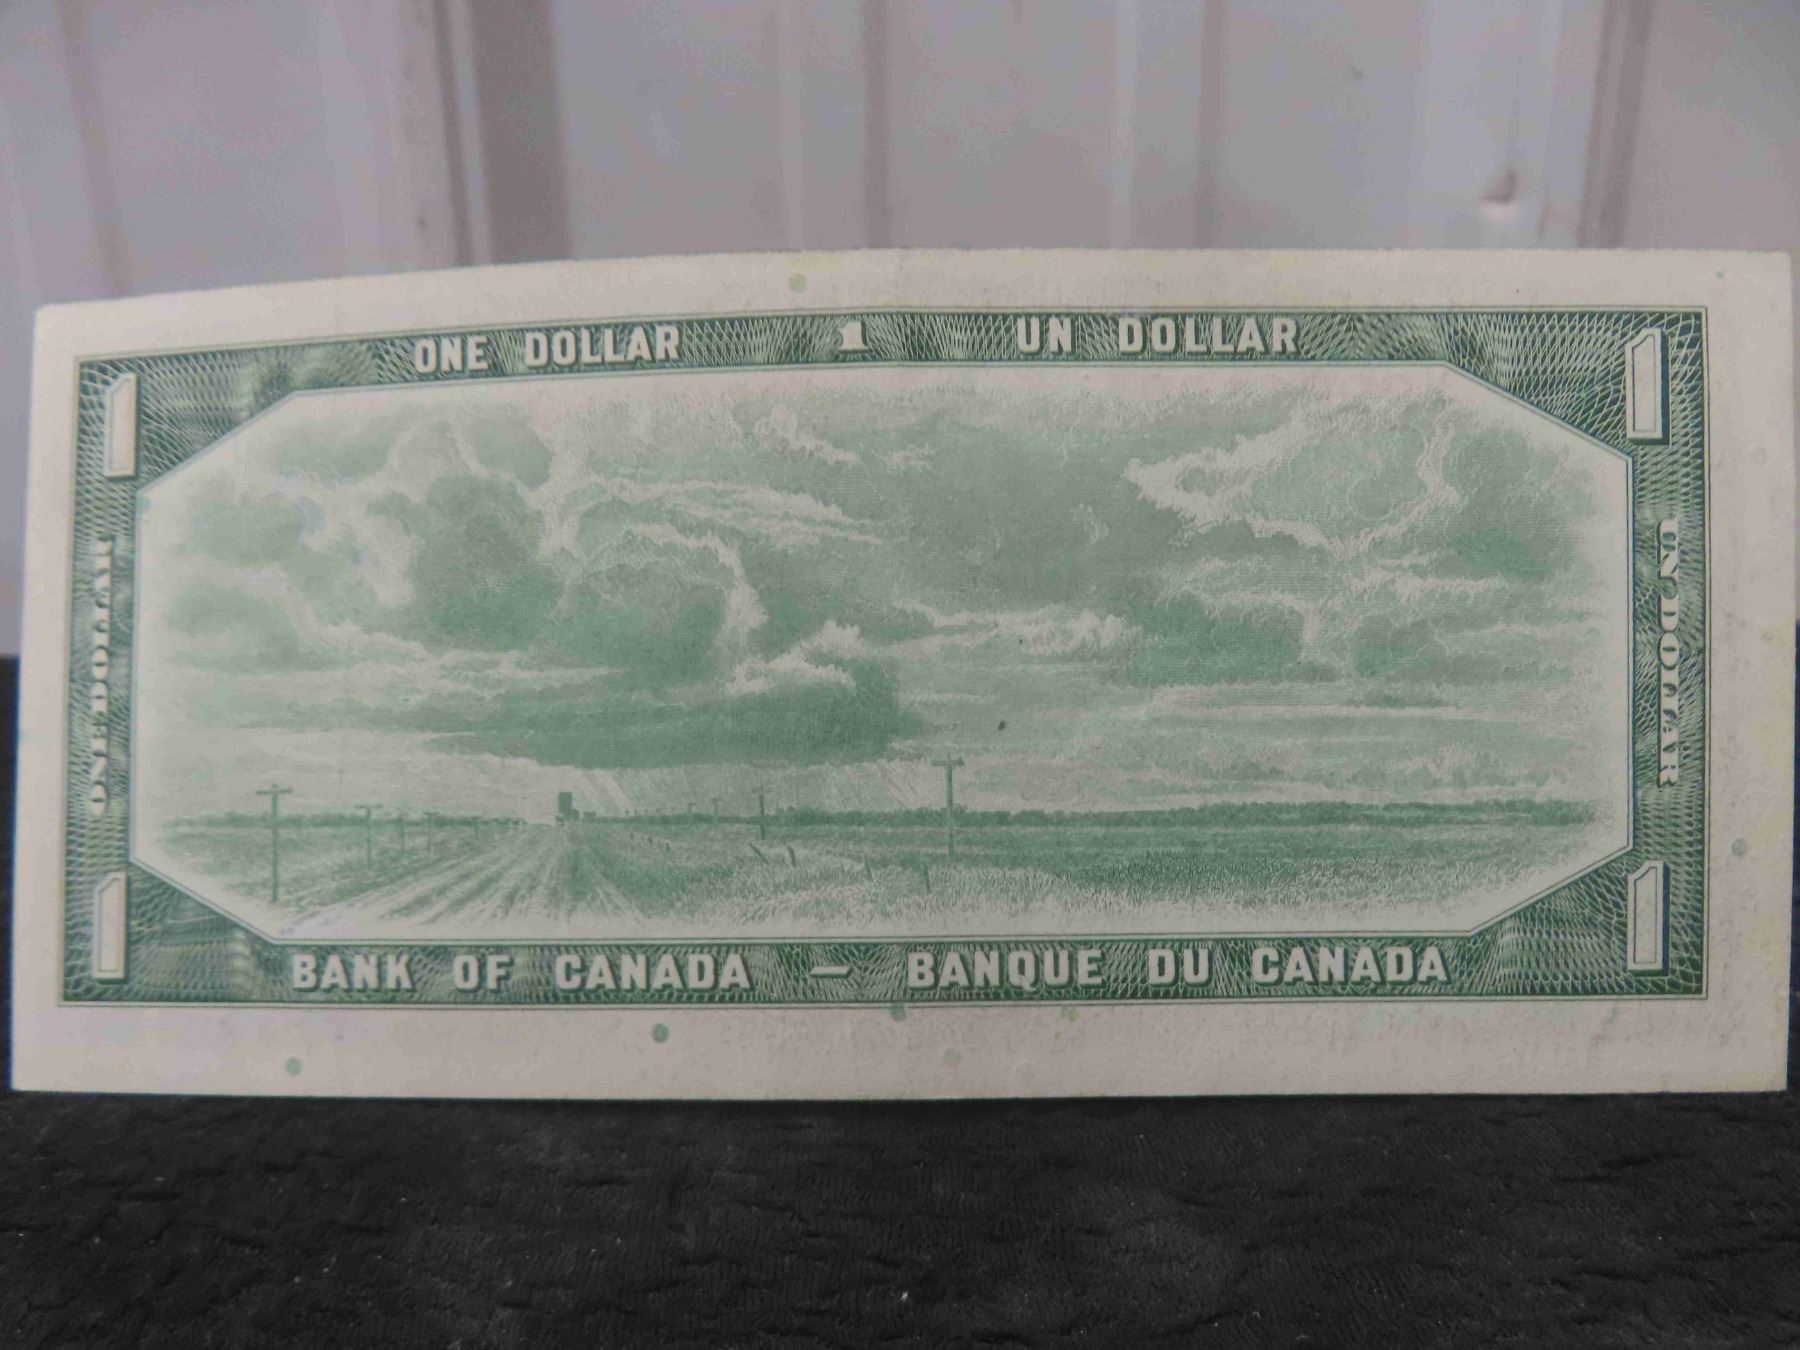 ONE DOLLAR 1 UN DOLLAR
1 1
ONE DOLLAR
UN DOLLAR
1 1
BANK OF CANADA — BANQUE DU CANADA